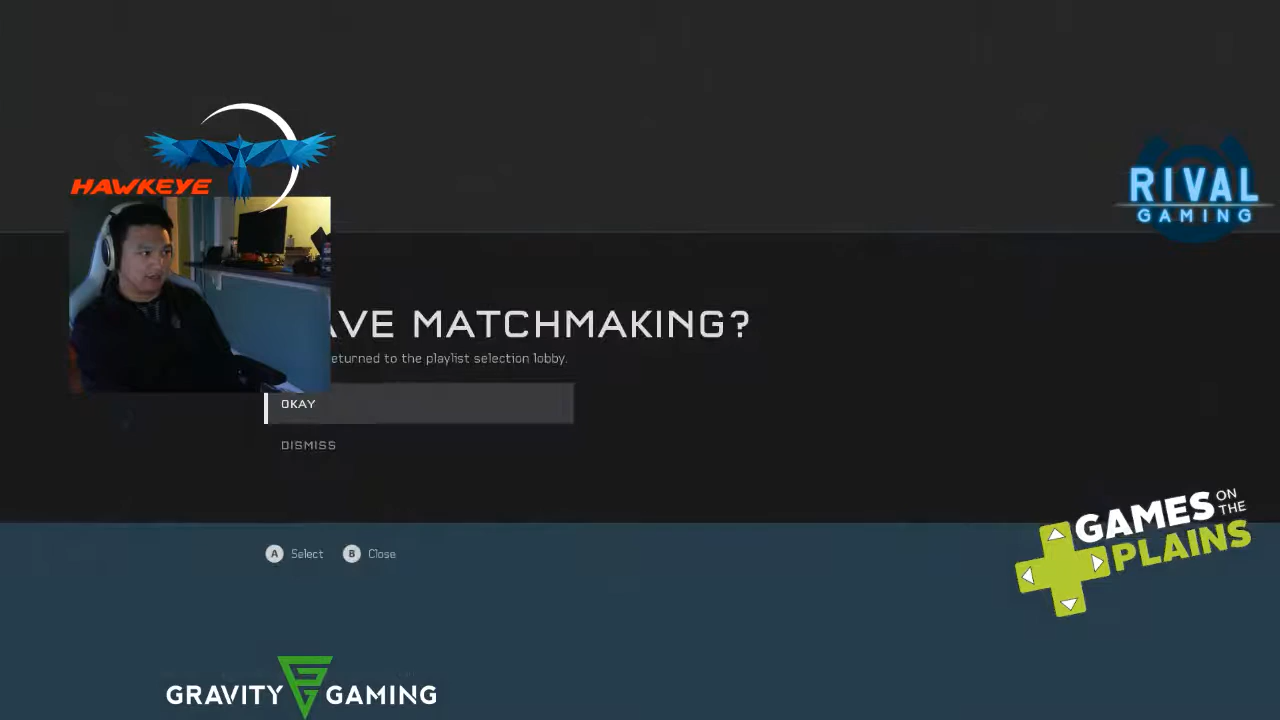 HAWKEYE
RIVAL
GAMING
AVE MATCHMAKING?
eturned to the playlist selection lobby.
OKAY
DISMISS
GAMES ON THE
PLAINS
A Select B Close
GRAVITY GAMING